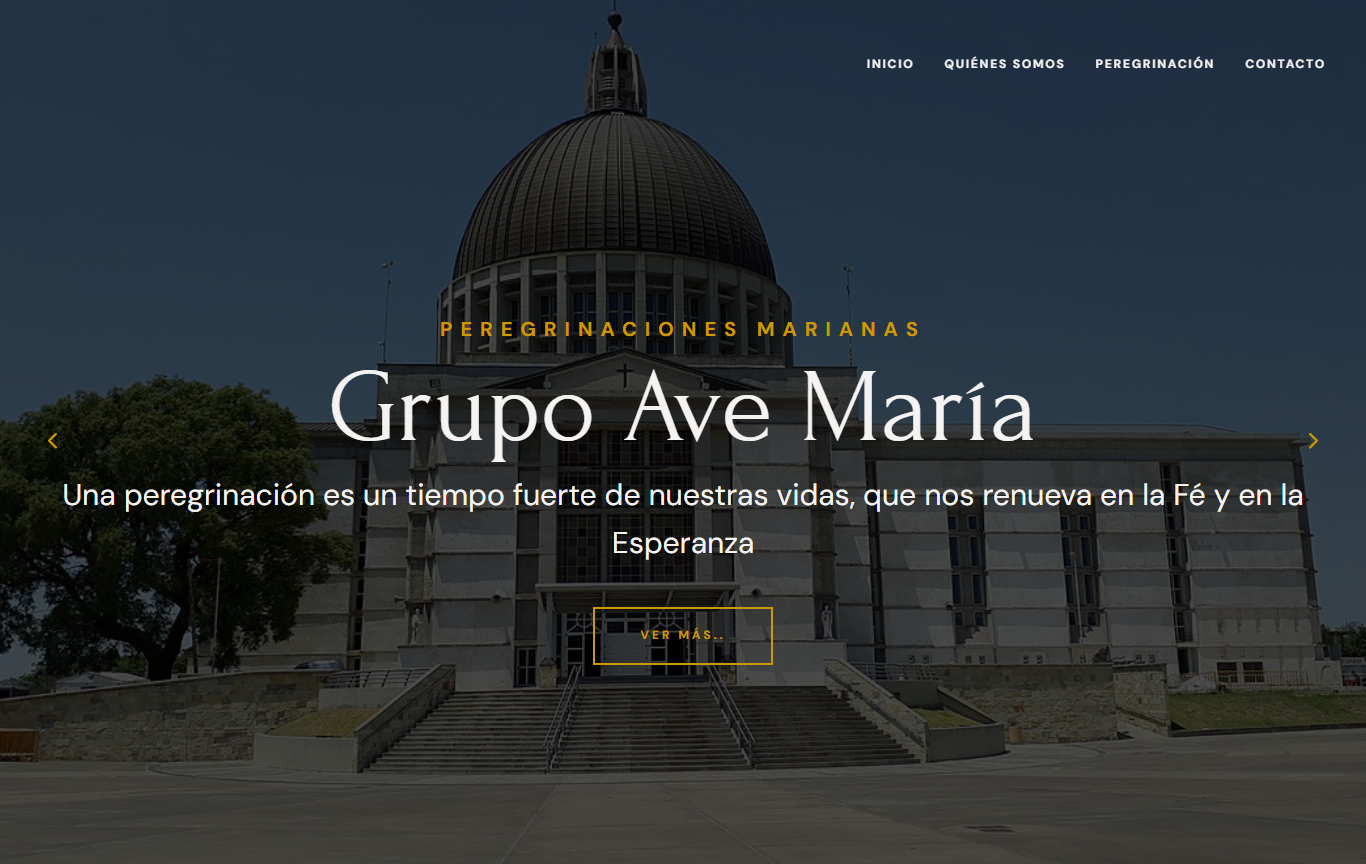 INICIO QUIÉNES SOMOS PEREGRINACIÓN CONTACTO
PEREGRINACIONES MARIANAS
Grupo Ave María
Una peregrinación es un tiempo fuerte de nuestras vidas, que nos renueva en la Fé y en la
Esperanza
VER MÁS..